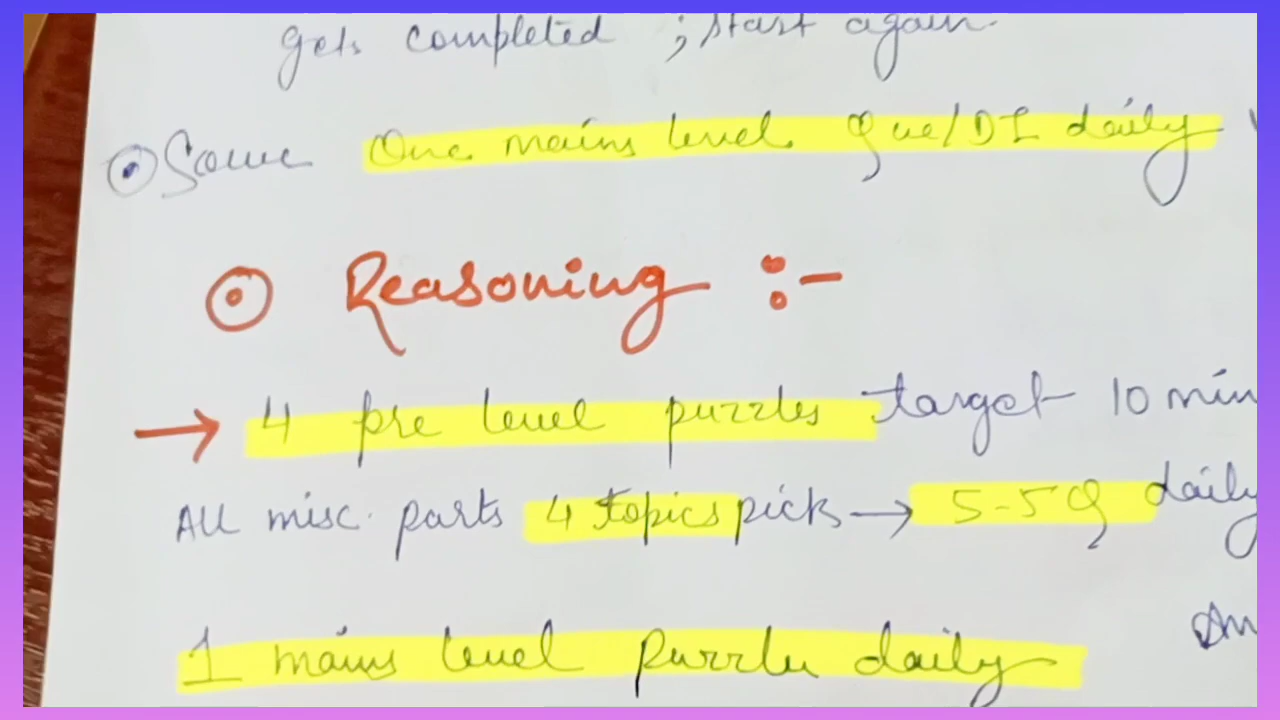 gets completed ; start again.
Same One mains level Que/DI daily
Reasoning :-
→ 4 pre level puzzles target 10 min
All misc. parts 4 topics pick → 5-5 Q daily
1 mains level puzzle daily